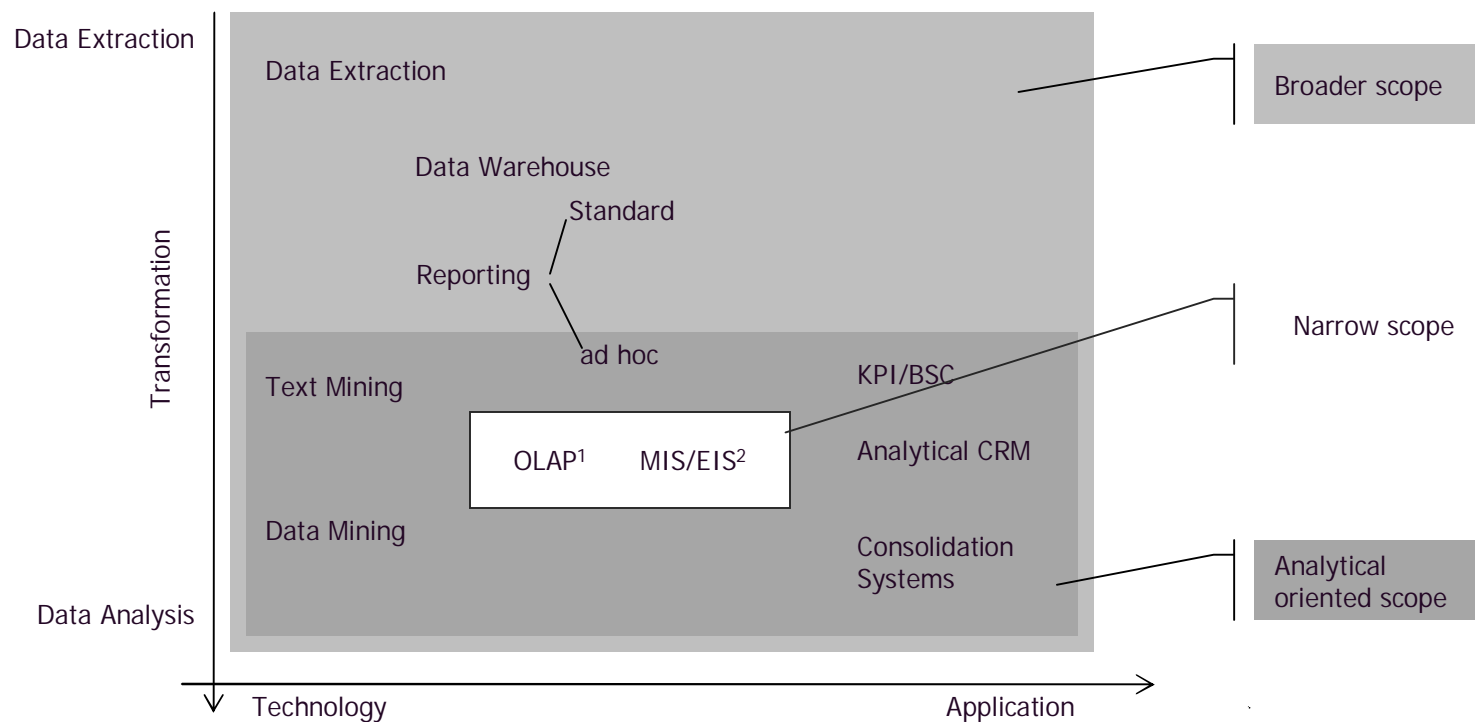 Data Extraction
Data Extraction
Broader scope
Data Warehouse
Standard
Reporting
Transformation
Narrow scope
ad hoc
KPI/BSC
Text Mining
OLAP¹
MIS/EIS²
Analytical CRM
Data Mining
Consolidation
Systems
Analytical
oriented scope
Data Analysis
Technology
Application